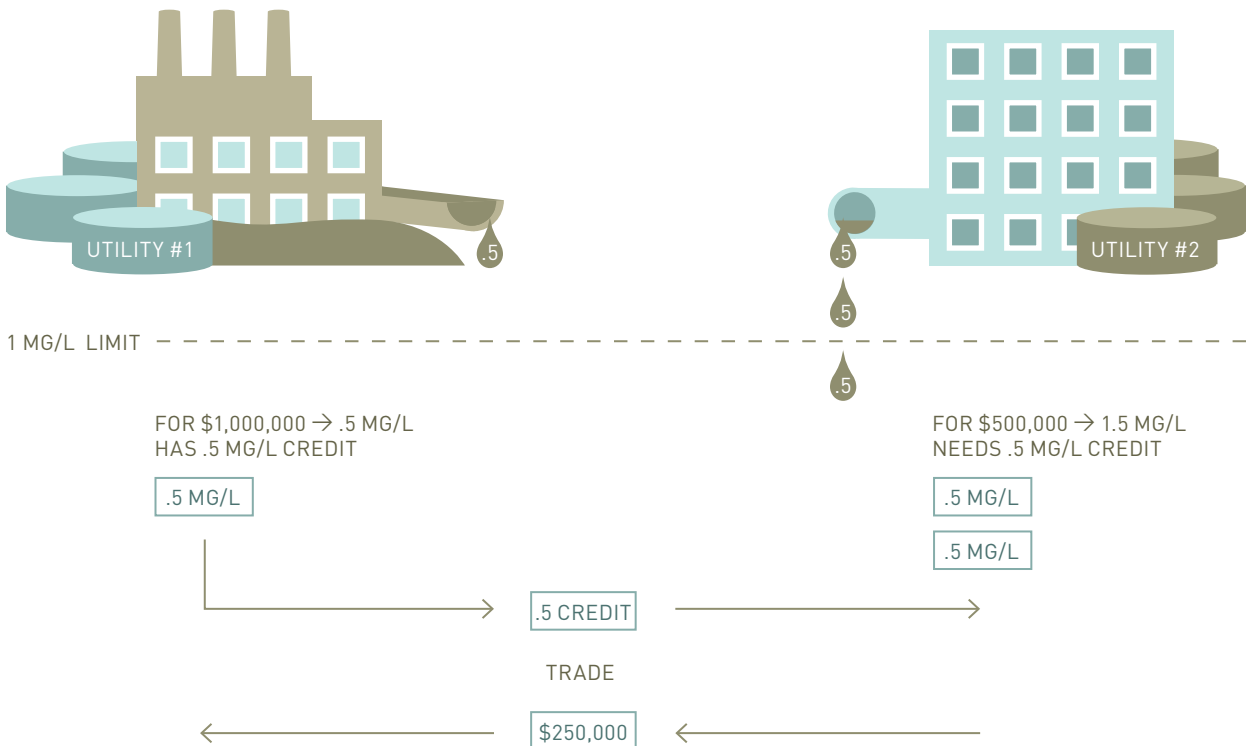 UTILITY #1
.5
.5
UTILITY #2
.5
1 MG/L LIMIT
.5
FOR $1,000,000 → .5 MG/L
HAS .5 MG/L CREDIT
.5 MG/L
FOR $500,000 → 1.5 MG/L
NEEDS .5 MG/L CREDIT
.5 MG/L
.5 MG/L
.5 CREDIT
TRADE
$250,000